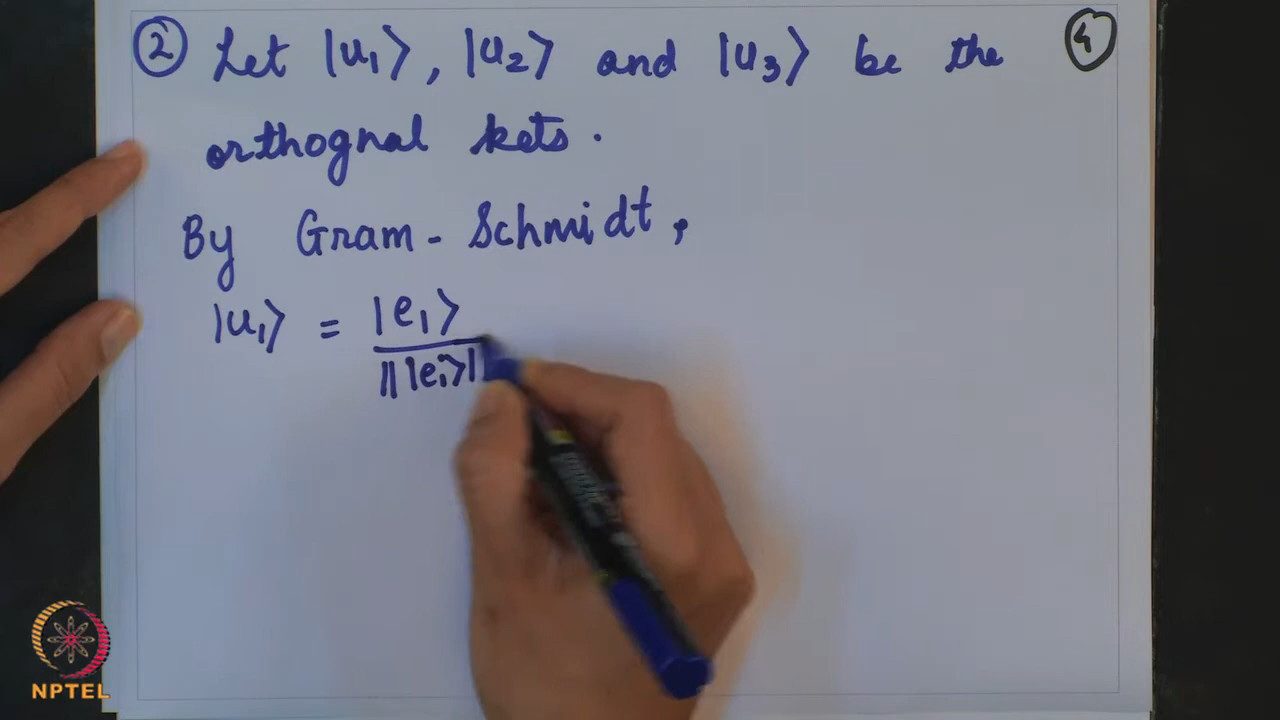 ② Let |u₁⟩, |u₂⟩ and |u₃⟩ be the ④
orthognal kets.
By Gram - Schmidt,
|u₁⟩ = |e₁⟩
|| |e₁⟩ ||
NPTEL